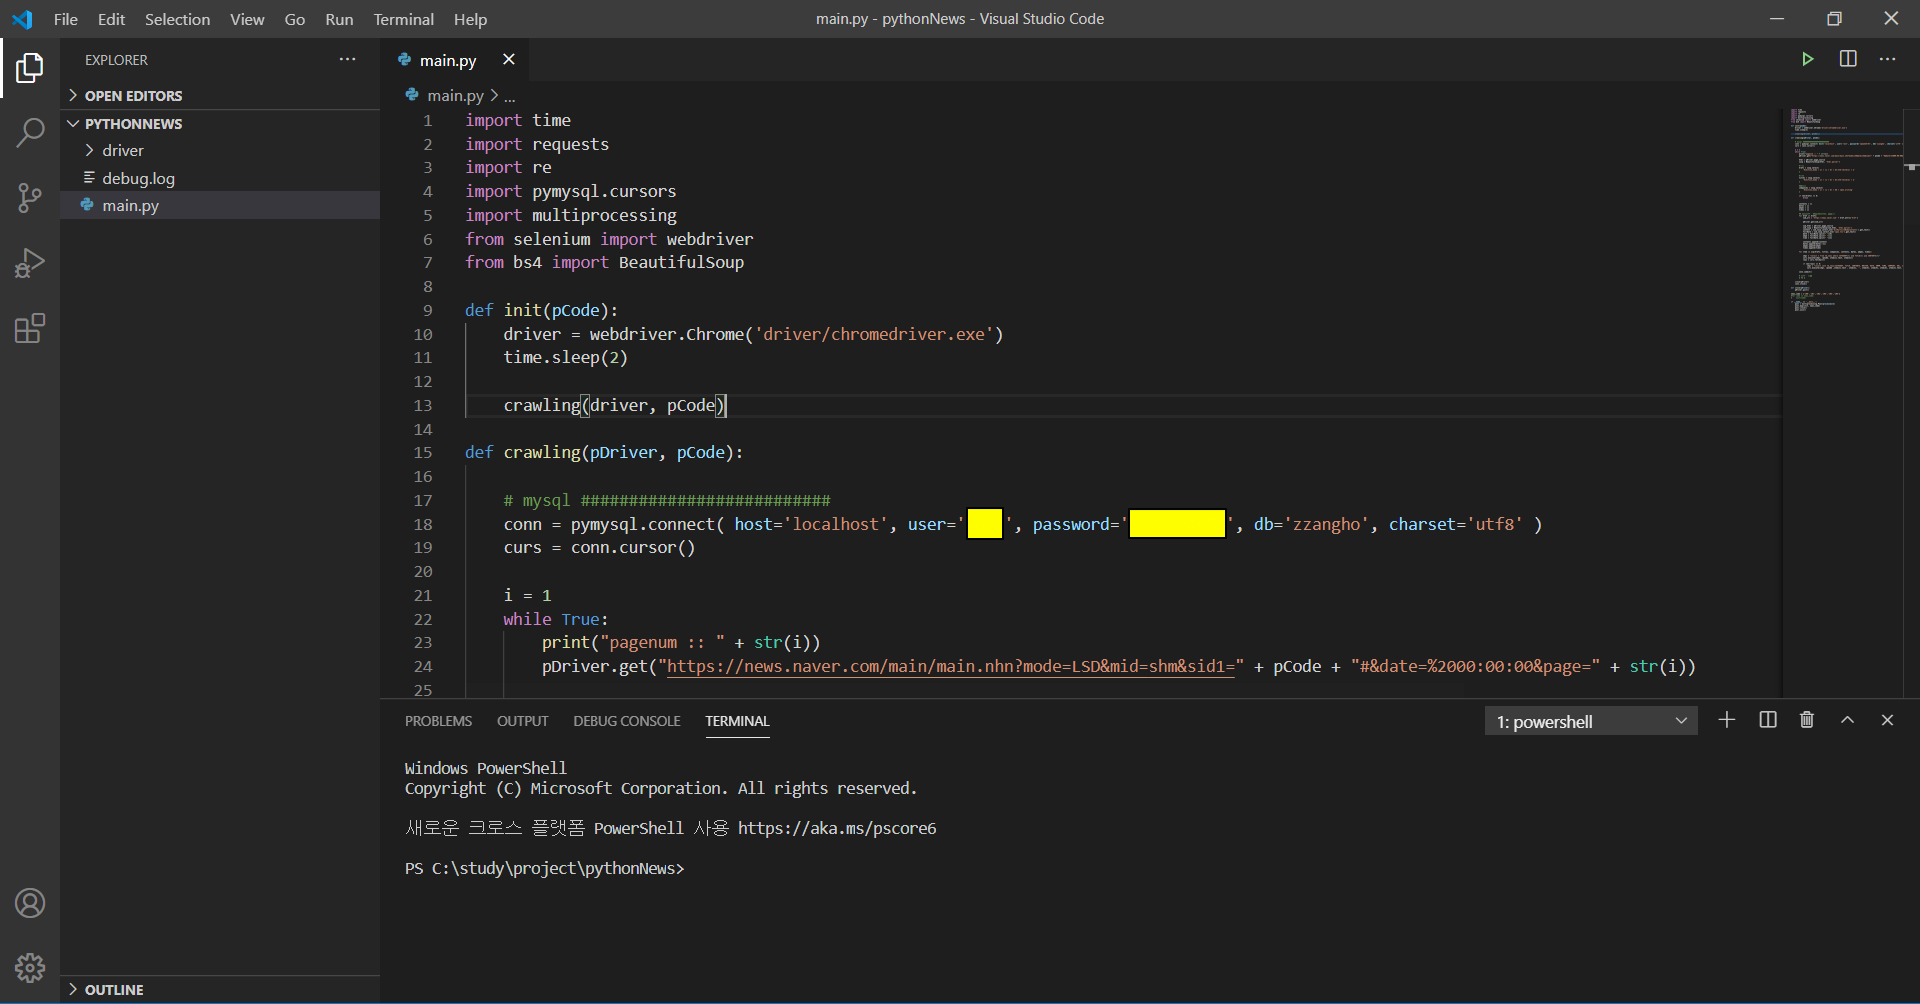 File Edit Selection View Go Run Terminal Help
main.py - pythonNews - Visual Studio Code
EXPLORER
OPEN EDITORS
PYTHONNEWS
driver
debug.log
main.py
OUTLINE
main.py
main.py > ...
1 import time
2 import requests
3 import re
4 import pymysql.cursors
5 import multiprocessing
6 from selenium import webdriver
7 from bs4 import BeautifulSoup
8
9 def init(pCode):
10 driver = webdriver.Chrome('driver/chromedriver.exe')
11 time.sleep(2)
12
13 crawling(driver, pCode)
14
15 def crawling(pDriver, pCode):
16
17 # mysql ##########################
18 conn = pymysql.connect( host='localhost', user='', password='', db='zzangho', charset='utf8' )
19 curs = conn.cursor()
20
21 i = 1
22 while True:
23 print("pagenum :: " + str(i))
24 pDriver.get("https://news.naver.com/main/main.nhn?mode=LSD&mid=shm&sid1=" + pCode + "#&date=%2000:00:00&page=" + str(i))
25
PROBLEMS OUTPUT DEBUG CONSOLE TERMINAL
1: powershell
Windows PowerShell
Copyright (C) Microsoft Corporation. All rights reserved.
새로운 크로스 플랫폼 PowerShell 사용 https://aka.ms/pscore6
PS C:\study\project\pythonNews>